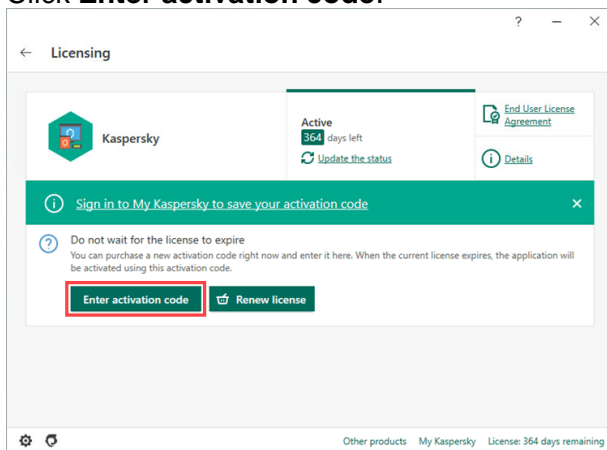 Click Enter activation code.
Licensing
Kaspersky
Active
364 days left
Update the status
End User License
Agreement
Details
Sign in to My Kaspersky to save your activation code
Do not wait for the license to expire
You can purchase a new activation code right now and enter it here. When the current license expires, the application will
be activated using this activation code.
Enter activation code
Renew license
Other products My Kaspersky License: 364 days remaining